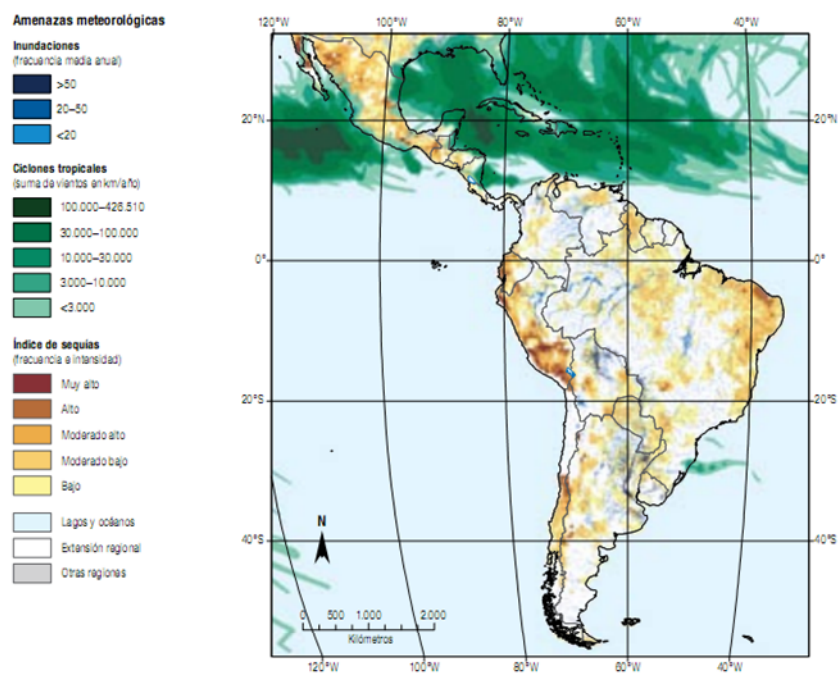 Amenazas meteorológicas
Inundaciones
(frecuencia media anual)
>50
20–50
<20
Ciclones tropicales
(suma de vientos en km/año)
100.000–426.510
30.000–100.000
10.000–30.000
3.000–10.000
<3.000
Índice de sequías
(frecuencia e intensidad)
Muy alto
Alto
Moderado alto
Moderado bajo
Bajo
Lagos y océanos
Extensión regional
Otras regiones
120°W 100°W 80°W 60°W 40°W
20°N 20°N
0° 0°
20°S 20°S
40°S 40°S
N
0 500 1.000 2.000
Kilómetros
120°W 100°W 80°W 60°W 40°W